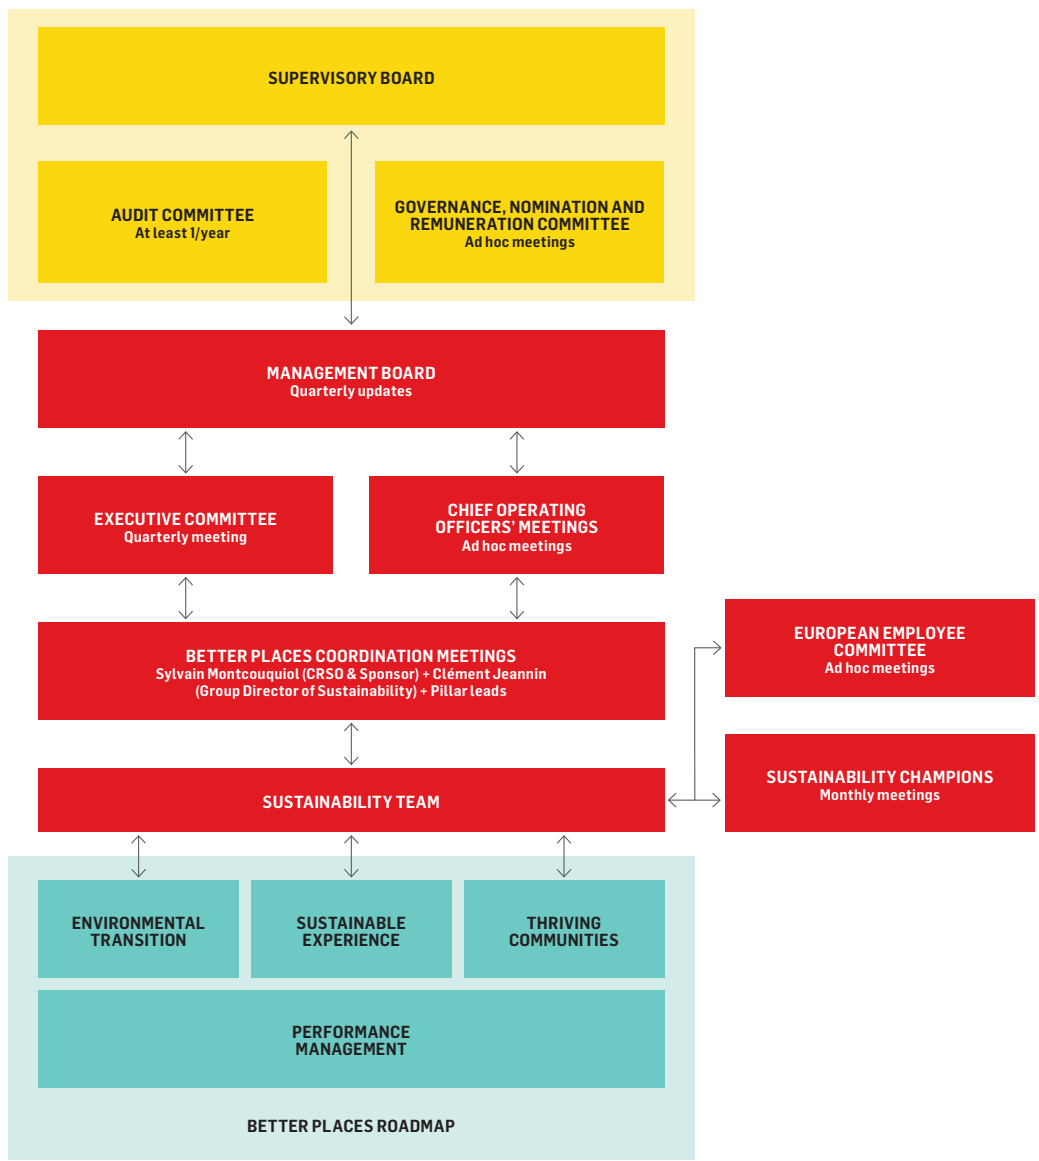 SUPERVISORY BOARD
AUDIT COMMITTEE
At least 1/year
GOVERNANCE, NOMINATION AND
REMUNERATION COMMITTEE
Ad hoc meetings
MANAGEMENT BOARD
Quarterly updates
EXECUTIVE COMMITTEE
Quarterly meeting
CHIEF OPERATING
OFFICERS’ MEETINGS
Ad hoc meetings
BETTER PLACES COORDINATION MEETINGS
Sylvain Montcouquiol (CRSO & Sponsor) + Clément Jeannin
(Group Director of Sustainability) + Pillar leads
EUROPEAN EMPLOYEE
COMMITTEE
Ad hoc meetings
SUSTAINABILITY TEAM
SUSTAINABILITY CHAMPIONS
Monthly meetings
ENVIRONMENTAL
TRANSITION
SUSTAINABLE
EXPERIENCE
THRIVING
COMMUNITIES
PERFORMANCE
MANAGEMENT
BETTER PLACES ROADMAP